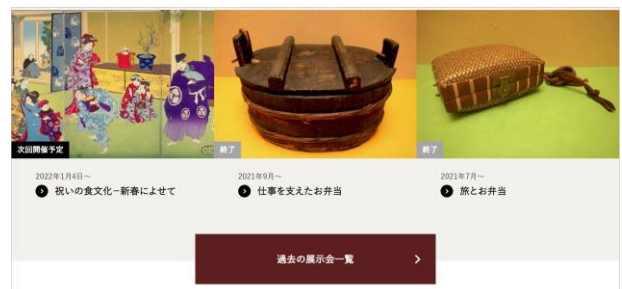 次回開催予定
終了
終了
2022年1月4日～
祝いの食文化−新春によせて
2021年9月～
仕事を支えたお弁当
2021年7月～
旅とお弁当
過去の展示会一覧